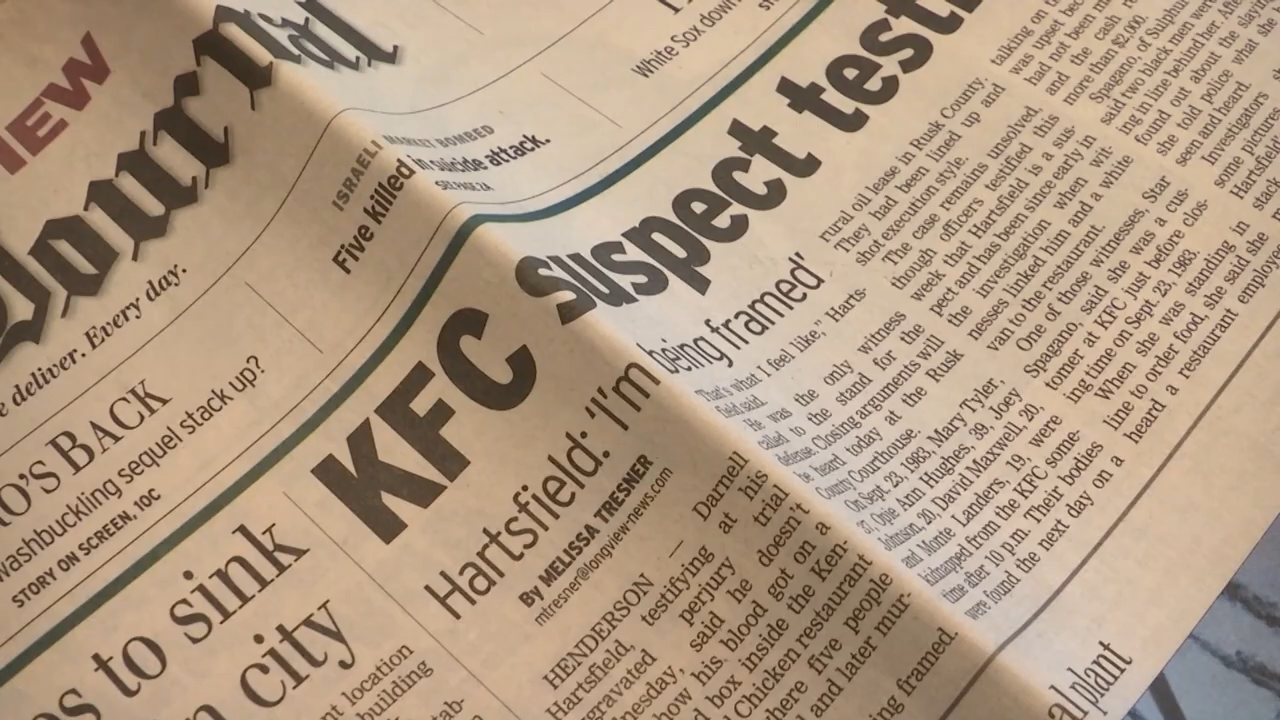 IEW
Journal
e deliver. Every day.
O'S BACK
washbuckling sequel stack up?
STORY ON SCREEN, 10C
ISRAELI MARKET BOMBED
Five killed in suicide attack.
SEE PAGE 2A
White Sox down
es to sink
n city
nt location
building
tab-
KFC suspect testi
Hartsfield: 'I'm being framed'
By MELISSA TRESNER
mtresner@longview-news.com
HENDERSON — Darnell
Hartsfield, testifying at his
ggravated perjury trial
nesday, said he doesn't
how his blood got on a
d box inside the Ken-
d Chicken restaurant
here five people
and later mur-
ing framed.
"That's what I feel like," Harts-
field said.
He was the only witness
called to the stand for the
defense. Closing arguments will
be heard today at the Rusk
County Courthouse.
On Sept. 23, 1983, Mary Tyler,
37, Opie Ann Hughes, 39, Joey
Johnson, 20, David Maxwell, 20,
and Monte Landers, 19, were
kidnapped from the KFC some-
time after 10 p.m. Their bodies
were found the next day on a
rural oil lease in Rusk County.
They had been lined up and
shot execution style.
The case remains unsolved
though officers testified this
week that Hartsfield is a sus-
pect and has been since early in
the investigation when wit-
nesses linked him and a white
van to the restaurant.
One of those witnesses, Star
Spagano, said she was a cus-
tomer at KFC just before clos-
ing time on Sept. 23, 1983.
When she was standing in
line to order food, she said she
heard a restaurant employe
talking on t
was upset bec
had not been m
and the cash r
more than $2,000.
Spagano, of Sulphur
said two black men were
ing in line behind her. Aft
found out about the slayin
she told police what she
seen and heard.
Investigators
some pictures
Hartsfield
stack
al plant